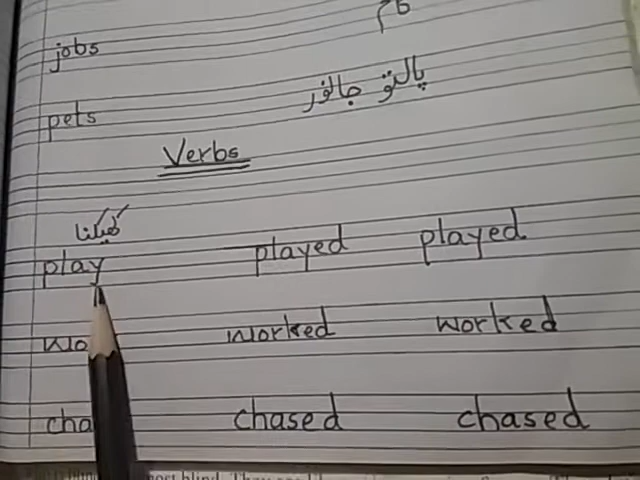 jobs کام
pets پالتو جانور
Verbs
کھیلنا
play played played
worked worked
chased chased